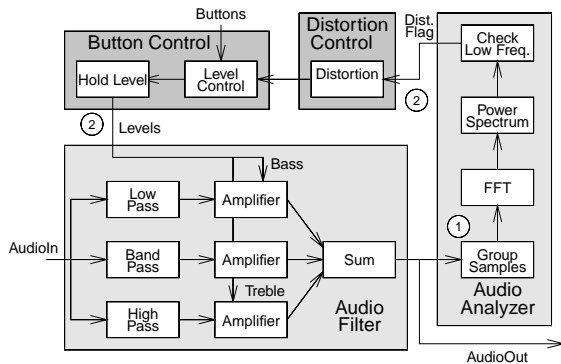 Buttons
Dist.
Flag
Button Control
Distortion
Control
Check
Low Freq.
Hold Level
Level
Control
Distortion
2
2
Levels
Power
Spectrum
Bass
Low
Pass
Amplifier
FFT
1
AudioIn
Band
Pass
Amplifier
Sum
Group
Samples
Treble
High
Pass
Amplifier
Audio
Filter
Audio
Analyzer
AudioOut